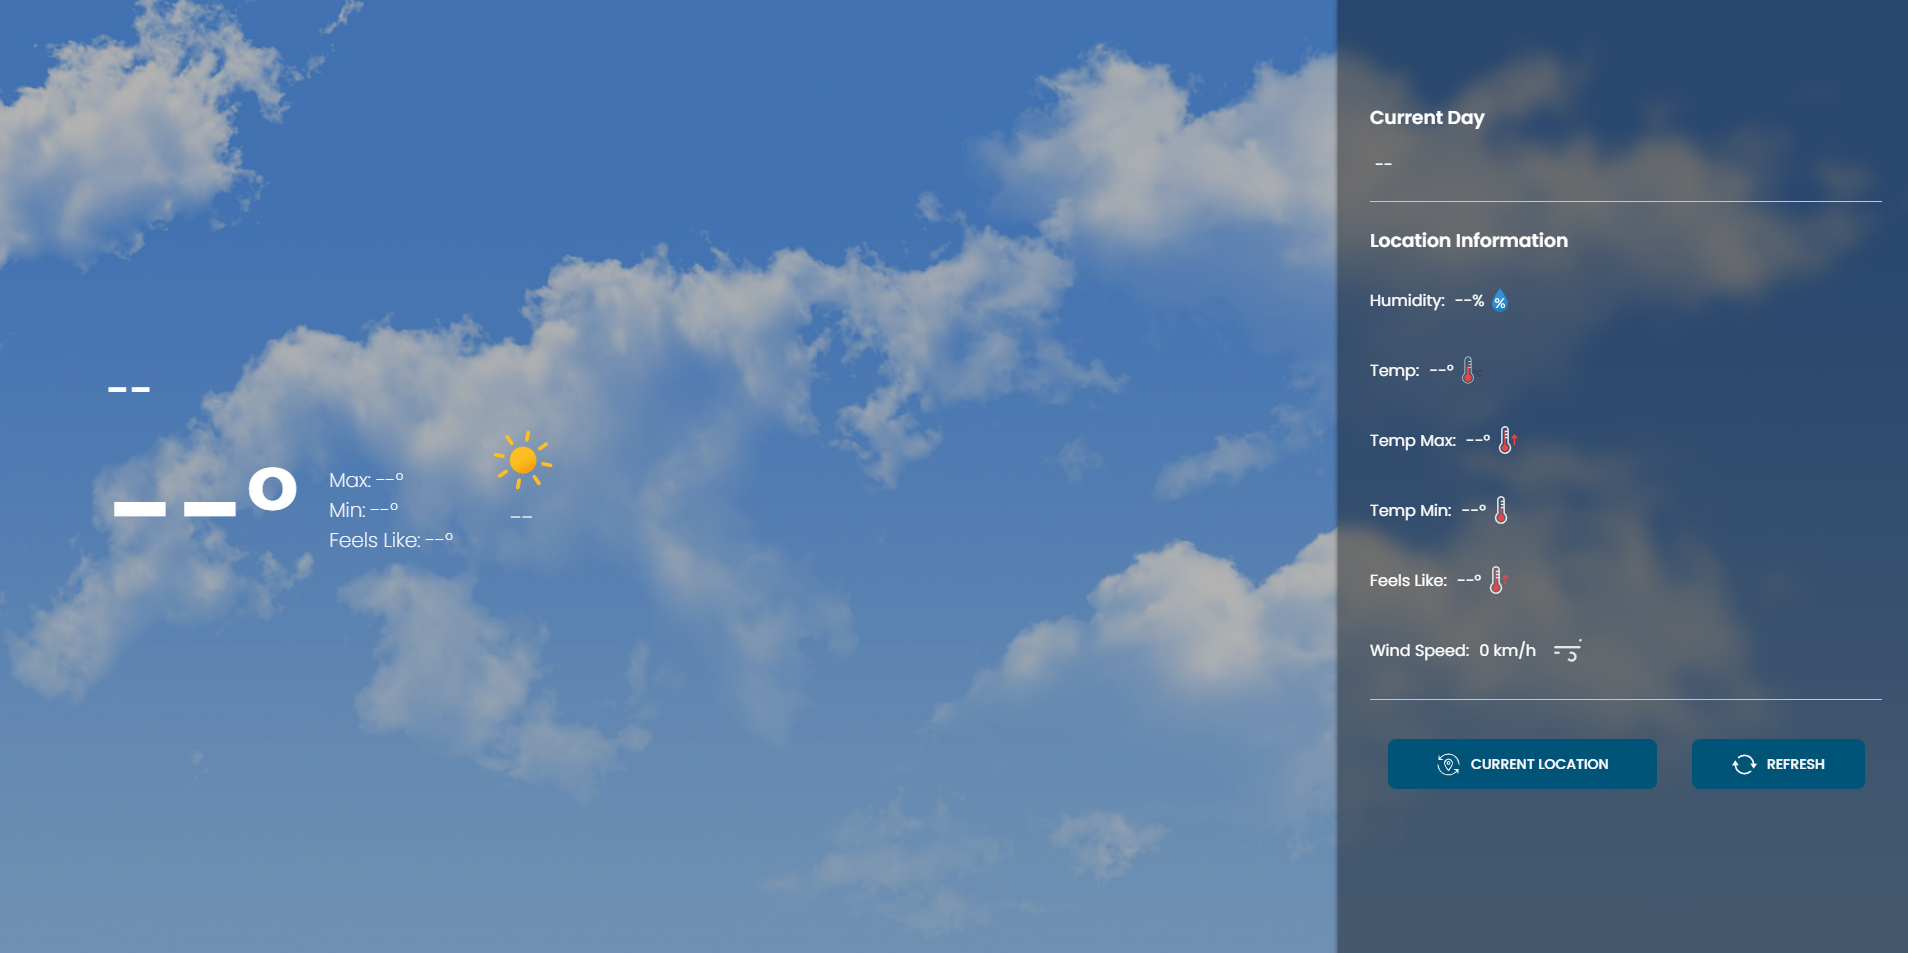 --
--°
Max: --°
Min: --°
Feels Like: --°
--
Current Day
--
Location Information
Humidity: --% %
Temp: --°
Temp Max: --°
Temp Min: --°
Feels Like: --°
Wind Speed: 0 km/h
CURRENT LOCATION
REFRESH